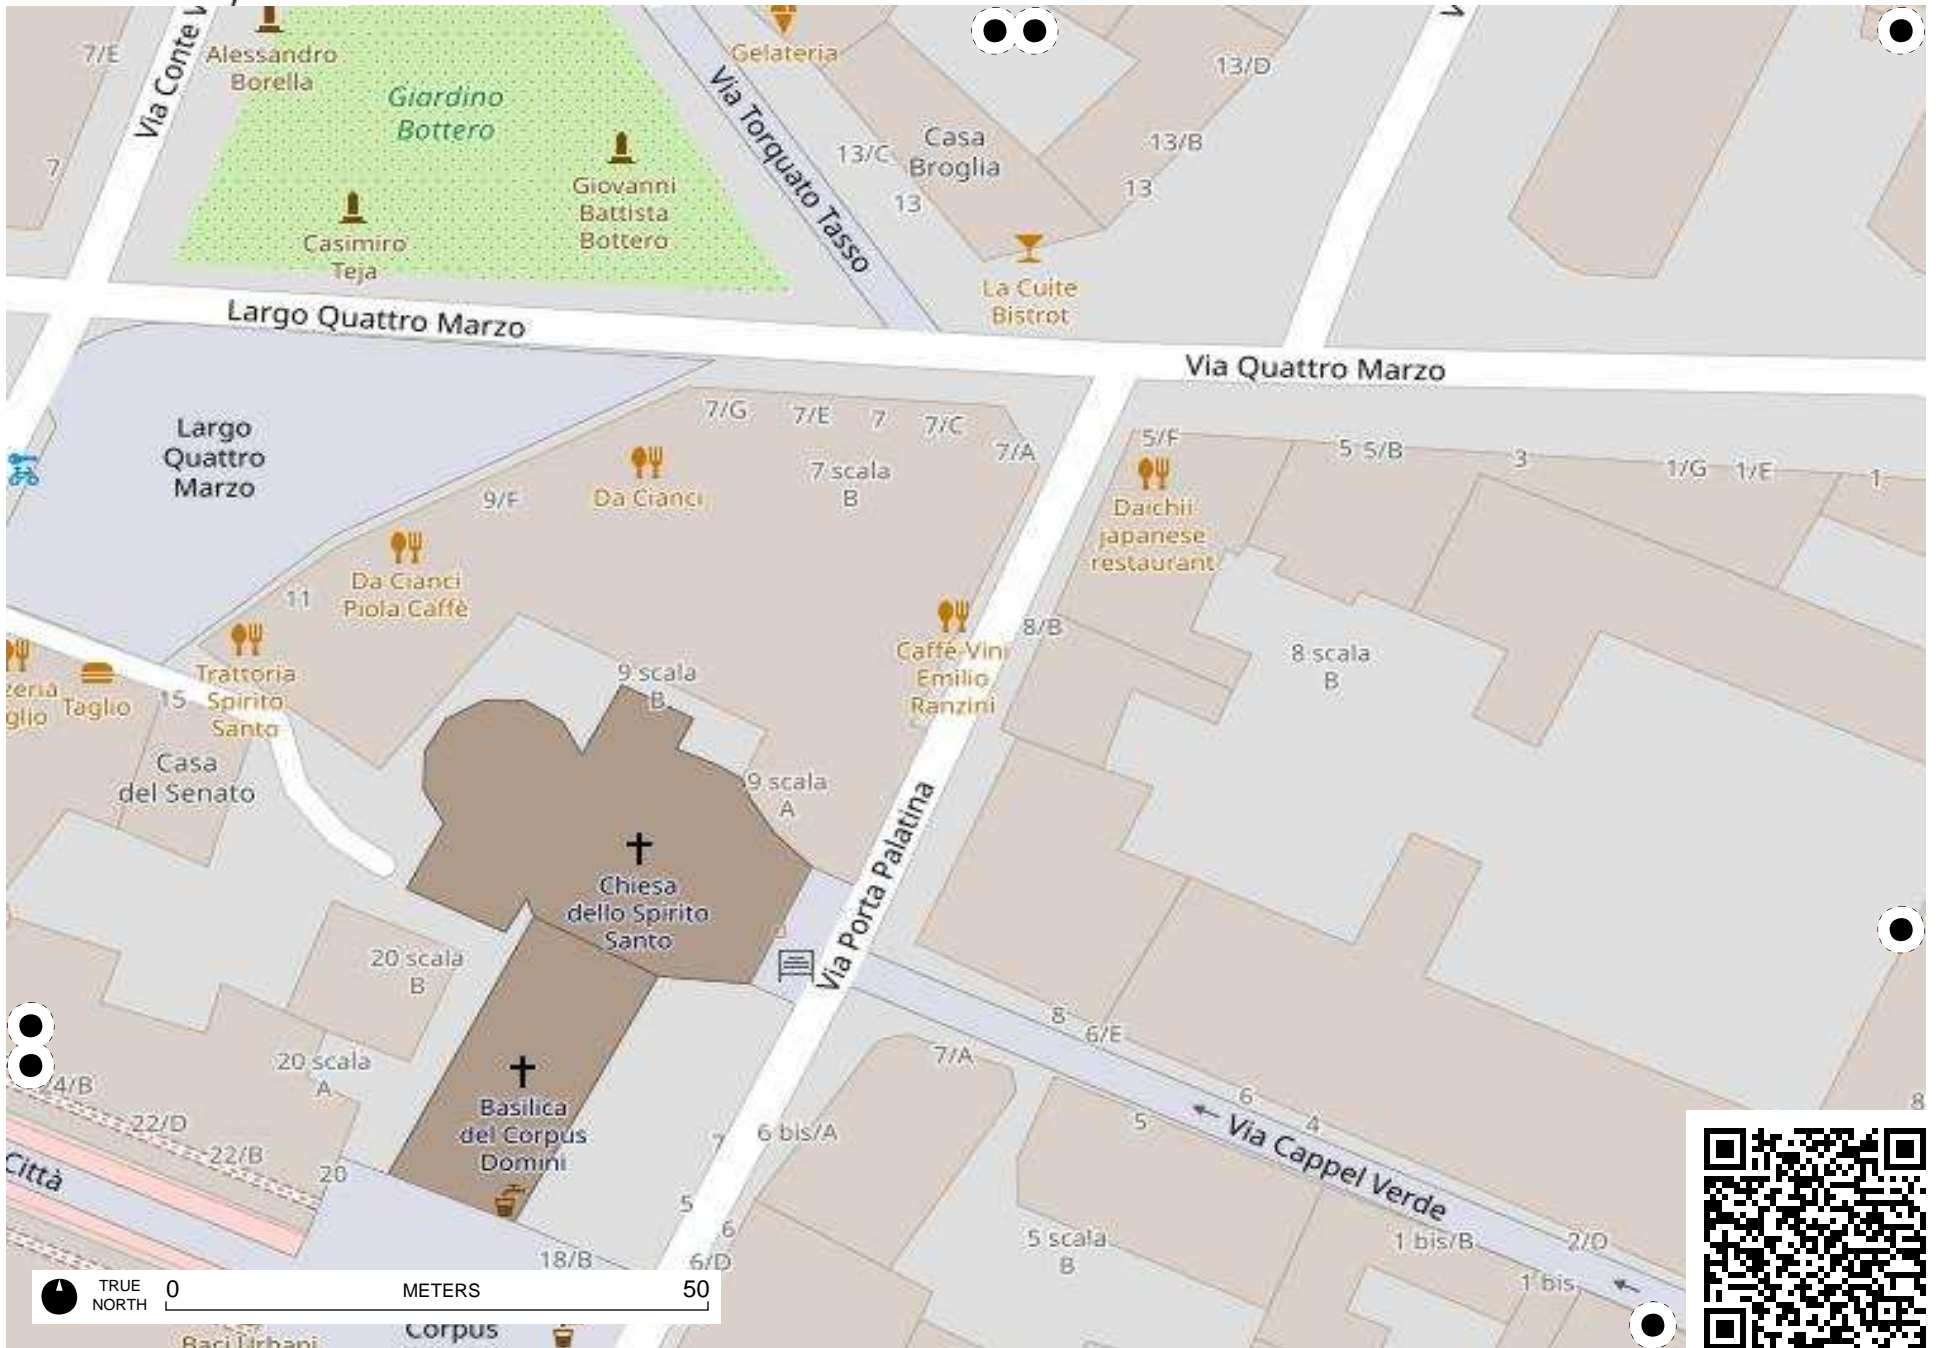 7/E
Via Conte
Alessandro
Borella
Giardino
Bottero
Gelateria
Via Torquato Tasso
13/D
13/C
Casa
Broglia
13/B
13
13
7
Giovanni
Battista
Bottero
Casimiro
Teja
La Cuite
Bistrot
Largo Quattro Marzo
Via Quattro Marzo
Largo
Quattro
Marzo
7/G
7/E
7
7/C
7/A
7 scala
B
5/F
5
5/B
3
1/G
1/E
1
Da Cianci
9/F
Daichii
japanese
restaurant
Da Cianci
Piola Caffè
11
8/B
Caffè-Vini
Emilio
Ranzini
8 scala
B
Trattoria
Spirito
Santo
15
Taglio
zeria
glio
9 scala
B
Casa
del Senato
9 scala
A
Via Porta Palatina
Chiesa
dello Spirito
Santo
20 scala
B
20 scala
A
8
6/E
7/A
6
4
5
Via Cappel Verde
24/B
22/D
22/B
20
Città
Basilica
del Corpus
Domini
7
6 bis/A
5
6
6/D
18/B
5 scala
B
1 bis/B
2/D
1 bis
8
TRUE
NORTH
0
METERS
50
Corpus
Baci Urbani